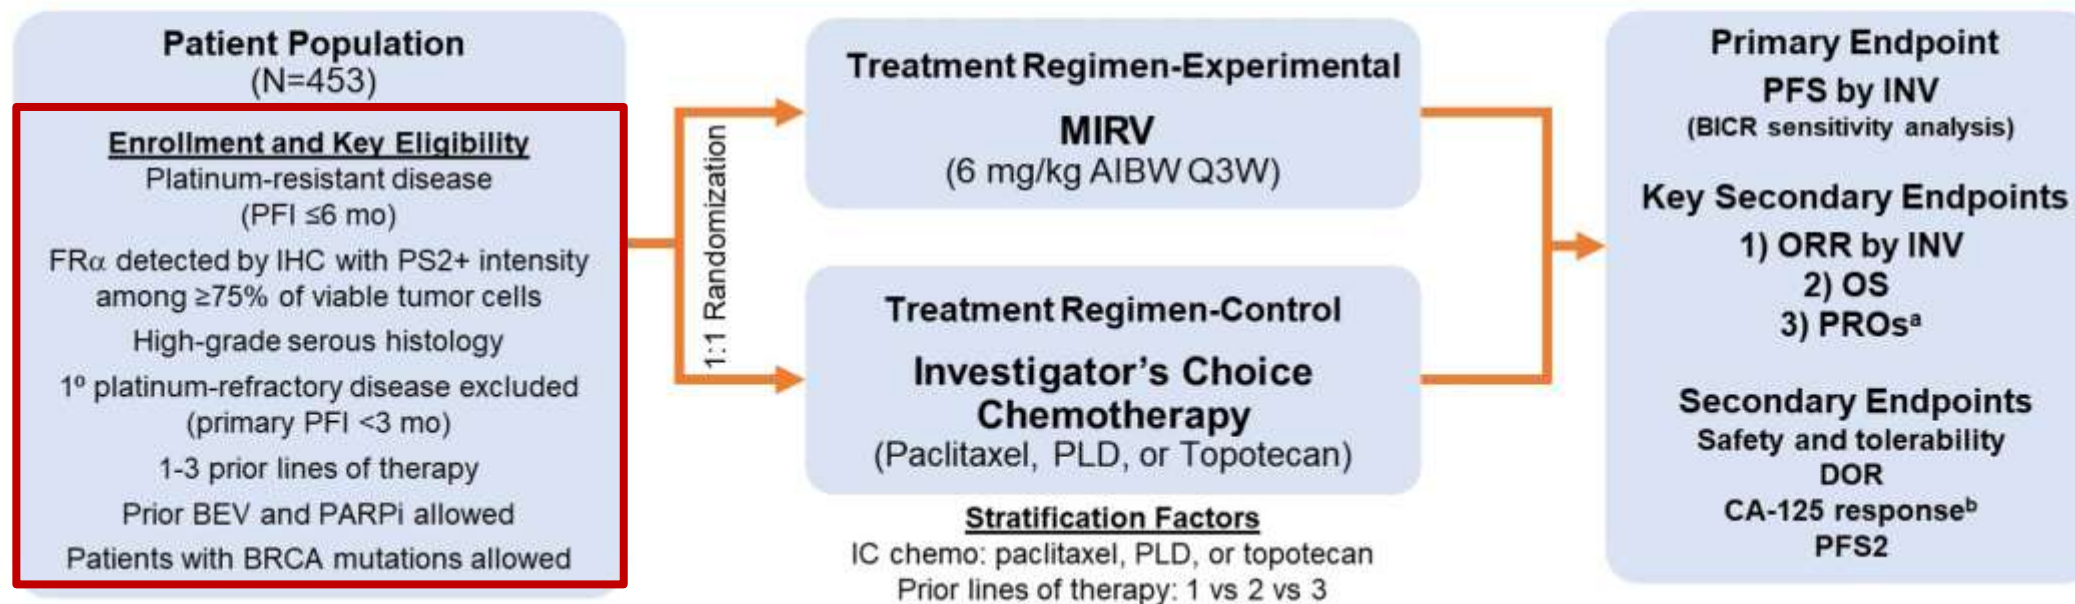 Patient Population
(N=453)
Enrollment and Key Eligibility
Platinum-resistant disease
(PFI ≤6 mo)
FRα detected by IHC with PS2+ intensity
among ≥75% of viable tumor cells
High-grade serous histology
1º platinum-refractory disease excluded
(primary PFI <3 mo)
1-3 prior lines of therapy
Prior BEV and PARPi allowed
Patients with BRCA mutations allowed
1:1 Randomization
Treatment Regimen-Experimental
MIRV
(6 mg/kg AIBW Q3W)
Treatment Regimen-Control
Investigator’s Choice
Chemotherapy
(Paclitaxel, PLD, or Topotecan)
Stratification Factors
IC chemo: paclitaxel, PLD, or topotecan
Prior lines of therapy: 1 vs 2 vs 3
Primary Endpoint
PFS by INV
(BICR sensitivity analysis)
Key Secondary Endpoints
1) ORR by INV
2) OS
3) PROsᵃ
Secondary Endpoints
Safety and tolerability
DOR
CA-125 responseᵇ
PFS2